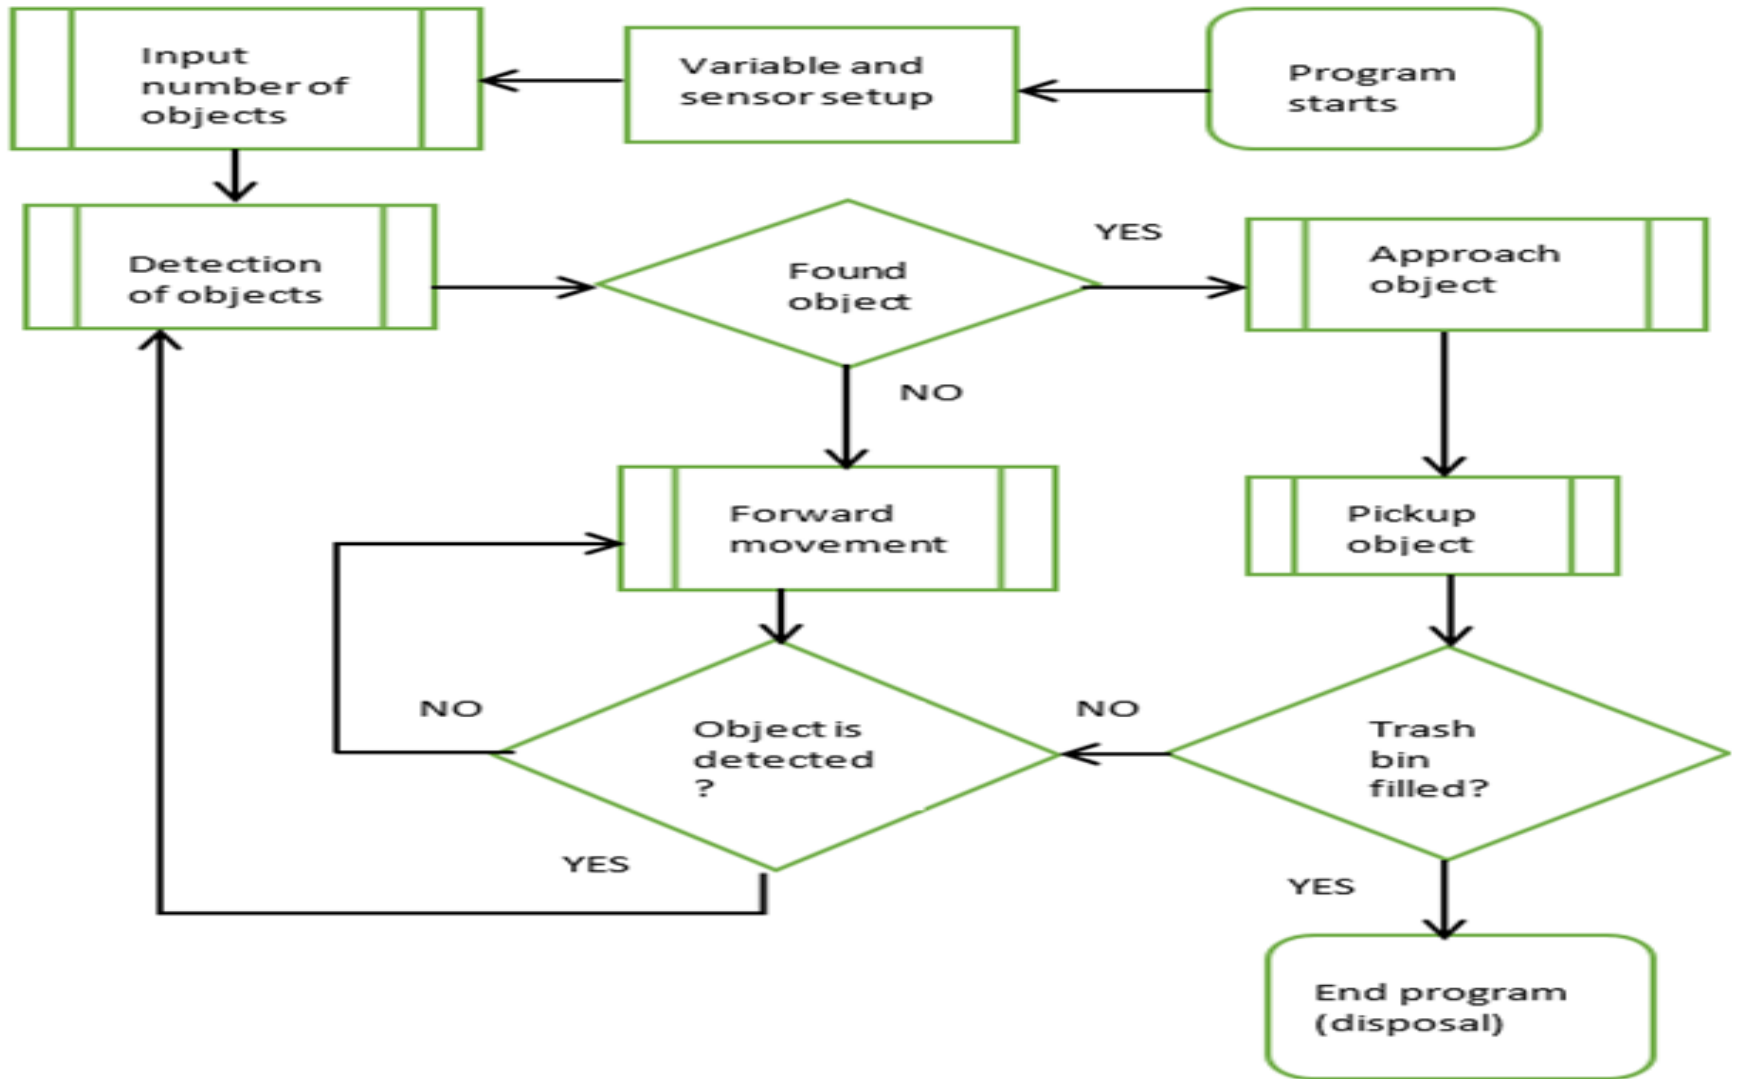 Input
number of
objects
Variable and
sensor setup
Program
starts
Detection
of objects
Found
object
YES
Approach
object
NO
Forward
movement
Pickup
object
NO
Object is
detected
?
NO
Trash
bin
filled?
YES
YES
End program
(disposal)